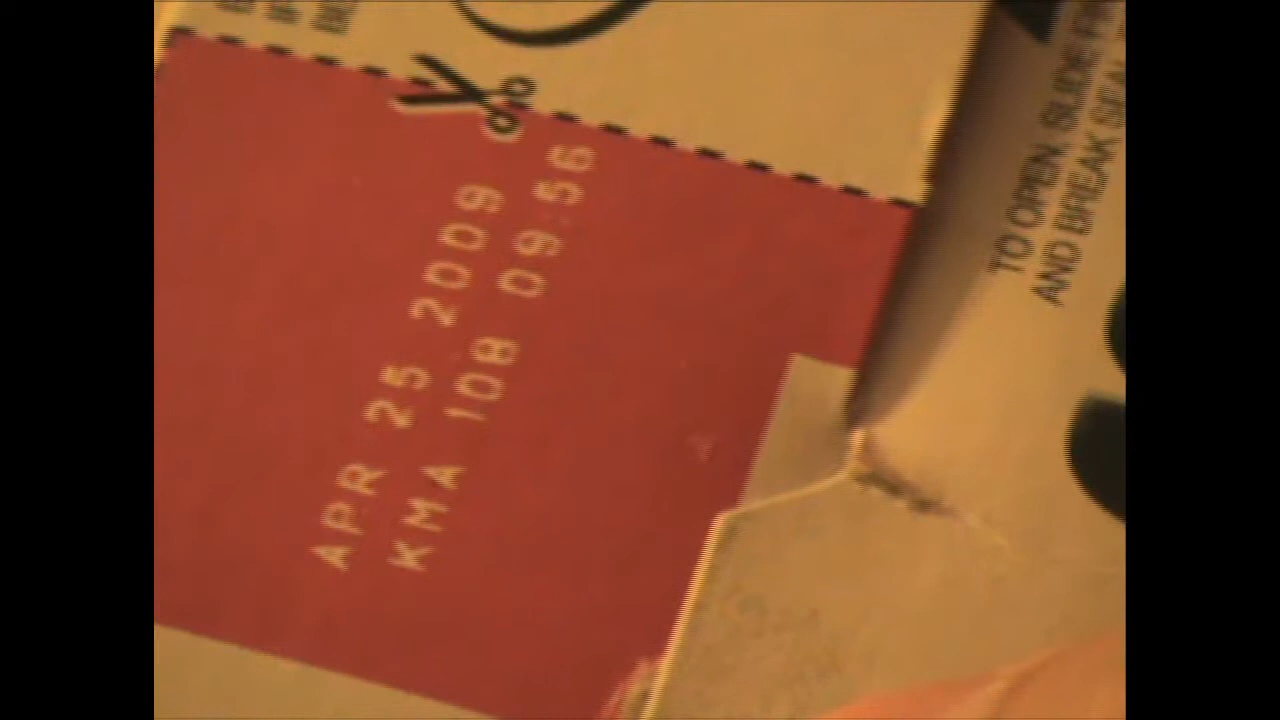 APR 25 2009
KMA 108 09:56
TO OPEN, SLIDE
AND BREAK SEAL